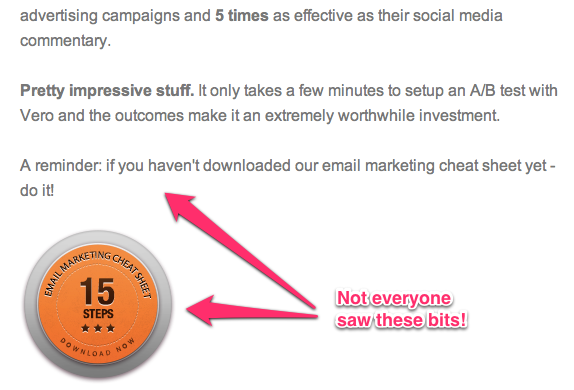 advertising campaigns and 5 times as effective as their social media
commentary.
Pretty impressive stuff. It only takes a few minutes to setup an A/B test with
Vero and the outcomes make it an extremely worthwhile investment.
A reminder: if you haven't downloaded our email marketing cheat sheet yet -
do it!
EMAIL MARKETING CHEAT SHEET
15
STEPS
DOWNLOAD NOW
Not everyone
saw these bits!